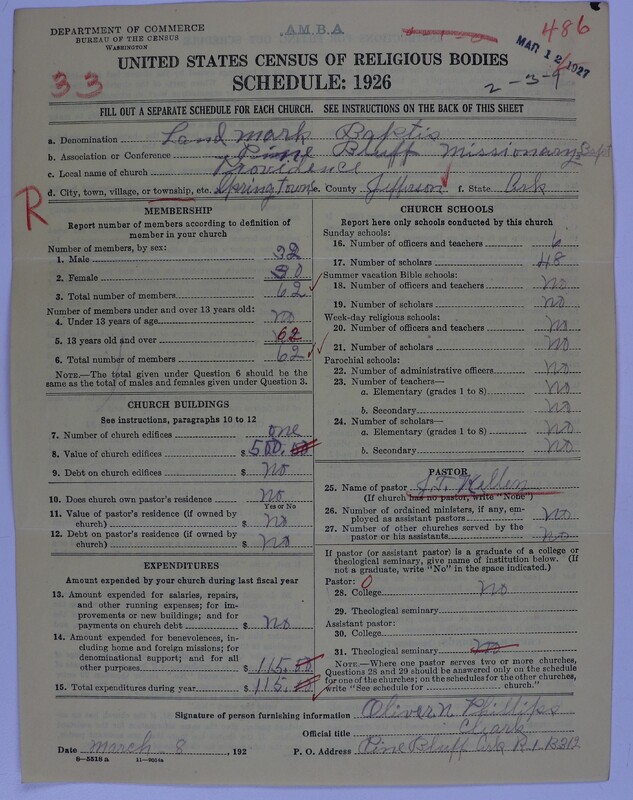 DEPARTMENT OF COMMERCE
BUREAU OF THE CENSUS
WASHINGTON
A.M.B.A.
486
MAR 12 1927
33
2-3-9
UNITED STATES CENSUS OF RELIGIOUS BODIES
SCHEDULE: 1926
FILL OUT A SEPARATE SCHEDULE FOR EACH CHURCH. SEE INSTRUCTIONS ON THE BACK OF THIS SHEET
a. Denomination Land mark Baptis
b. Association or Conference Pine Bluff Missionary Bapt
c. Local name of church Providence
d. City, town, village, or township, etc. Springtown e. County Jefferson f. State Ark
R
MEMBERSHIP
Report number of members according to definition of member in your church
Number of members, by sex:
1. Male 32
2. Female 30
3. Total number of members 62
Number of members under and over 13 years old:
4. Under 13 years of age no
5. 13 years old and over 62
6. Total number of members 62
NOTE.—The total given under Question 6 should be the same as the total of males and females given under Question 3.
CHURCH BUILDINGS
See instructions, paragraphs 10 to 12
7. Number of church edifices one
8. Value of church edifices $ 500.00
9. Debt on church edifices $ No
10. Does church own pastor's residence No
Yes or No
11. Value of pastor's residence (if owned by church) $ No
12. Debt on pastor's residence (if owned by church) $ No
EXPENDITURES
Amount expended by your church during last fiscal year
13. Amount expended for salaries, repairs, and other running expenses; for improvements or new buildings; and for payments on church debt $ No
14. Amount expended for benevolences, including home and foreign missions; for denominational support; and for all other purposes $ 115.00
15. Total expenditures during year $ 115.00
CHURCH SCHOOLS
Report here only schools conducted by this church
Sunday schools:
16. Number of officers and teachers 6
17. Number of scholars 48
Summer vacation Bible schools:
18. Number of officers and teachers no
19. Number of scholars No
Week-day religious schools:
20. Number of officers and teachers No
21. Number of scholars No
Parochial schools:
22. Number of administrative officers No
23. Number of teachers—
a. Elementary (grades 1 to 8) No
b. Secondary No
24. Number of scholars—
a. Elementary (grades 1 to 8) No
b. Secondary No
PASTOR
25. Name of pastor
(If church has no pastor, write "None")
26. Number of ordained ministers, if any, employed as assistant pastors No
27. Number of other churches served by the pastor or his assistants No
If pastor (or assistant pastor) is a graduate of a college or theological seminary, give name of institution below. (If not a graduate, write "No" in the space indicated.)
Pastor: 0
28. College No
29. Theological seminary
Assistant pastor:
30. College
31. Theological seminary No
NOTE.—Where one pastor serves two or more churches, Questions 28 and 29 should be answered only on the schedule for one of the churches; on the schedules for the other churches, write "See schedule for church."
Signature of person furnishing information Oliver N Phillips
Official title Clark
Date March 8, 192 P. O. Address Pine Bluff Ark R.1. B312
8—5518 a 11—9054a